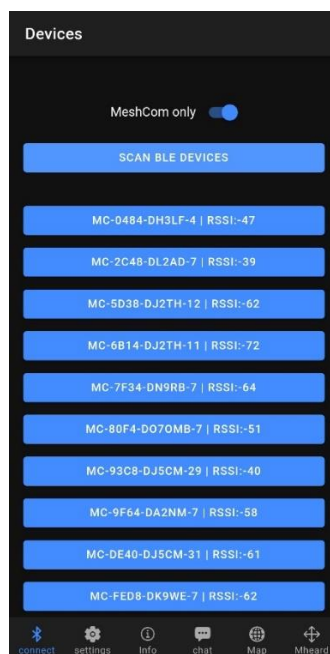 Devices
MeshCom only
SCAN BLE DEVICES
MC-0484-DH3LF-4 | RSSI:-47
MC-2C48-DL2AD-7 | RSSI:-39
MC-5D38-DJ2TH-12 | RSSI:-62
MC-6B14-DJ2TH-11 | RSSI:-72
MC-7F34-DN9RB-7 | RSSI:-64
MC-80F4-DO7OMB-7 | RSSI:-51
MC-93C8-DJ5CM-29 | RSSI:-40
MC-9F64-DA2NM-7 | RSSI:-58
MC-DE40-DJ5CM-31 | RSSI:-61
MC-FED8-DK9WE-7 | RSSI:-62
connect settings Info chat Map Mheard